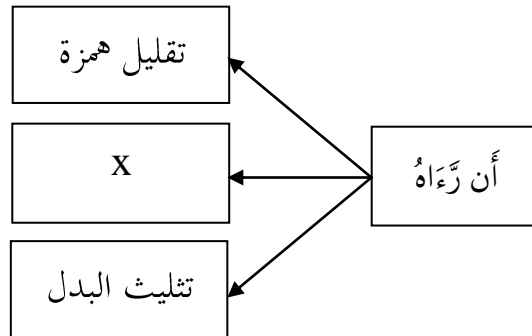 تقليل همزة
X
أَن رَّءَاهُ
تثليث البدل